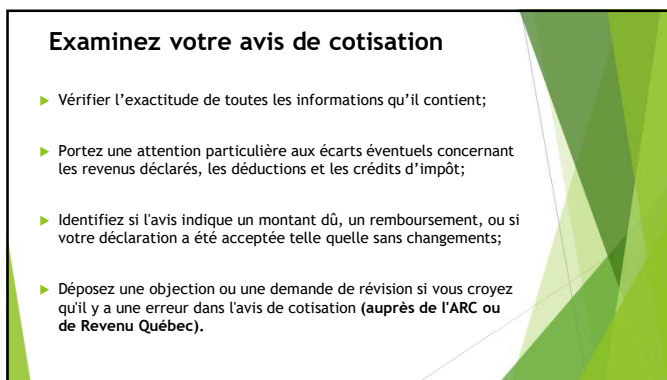 Examinez votre avis de cotisation
Vérifier l’exactitude de toutes les informations qu’il contient;
Portez une attention particulière aux écarts éventuels concernant
les revenus déclarés, les déductions et les crédits d’impôt;
Identifiez si l'avis indique un montant dû, un remboursement, ou si
votre déclaration a été acceptée telle quelle sans changements;
Déposez une objection ou une demande de révision si vous croyez
qu'il y a une erreur dans l'avis de cotisation (auprès de l'ARC ou
de Revenu Québec).